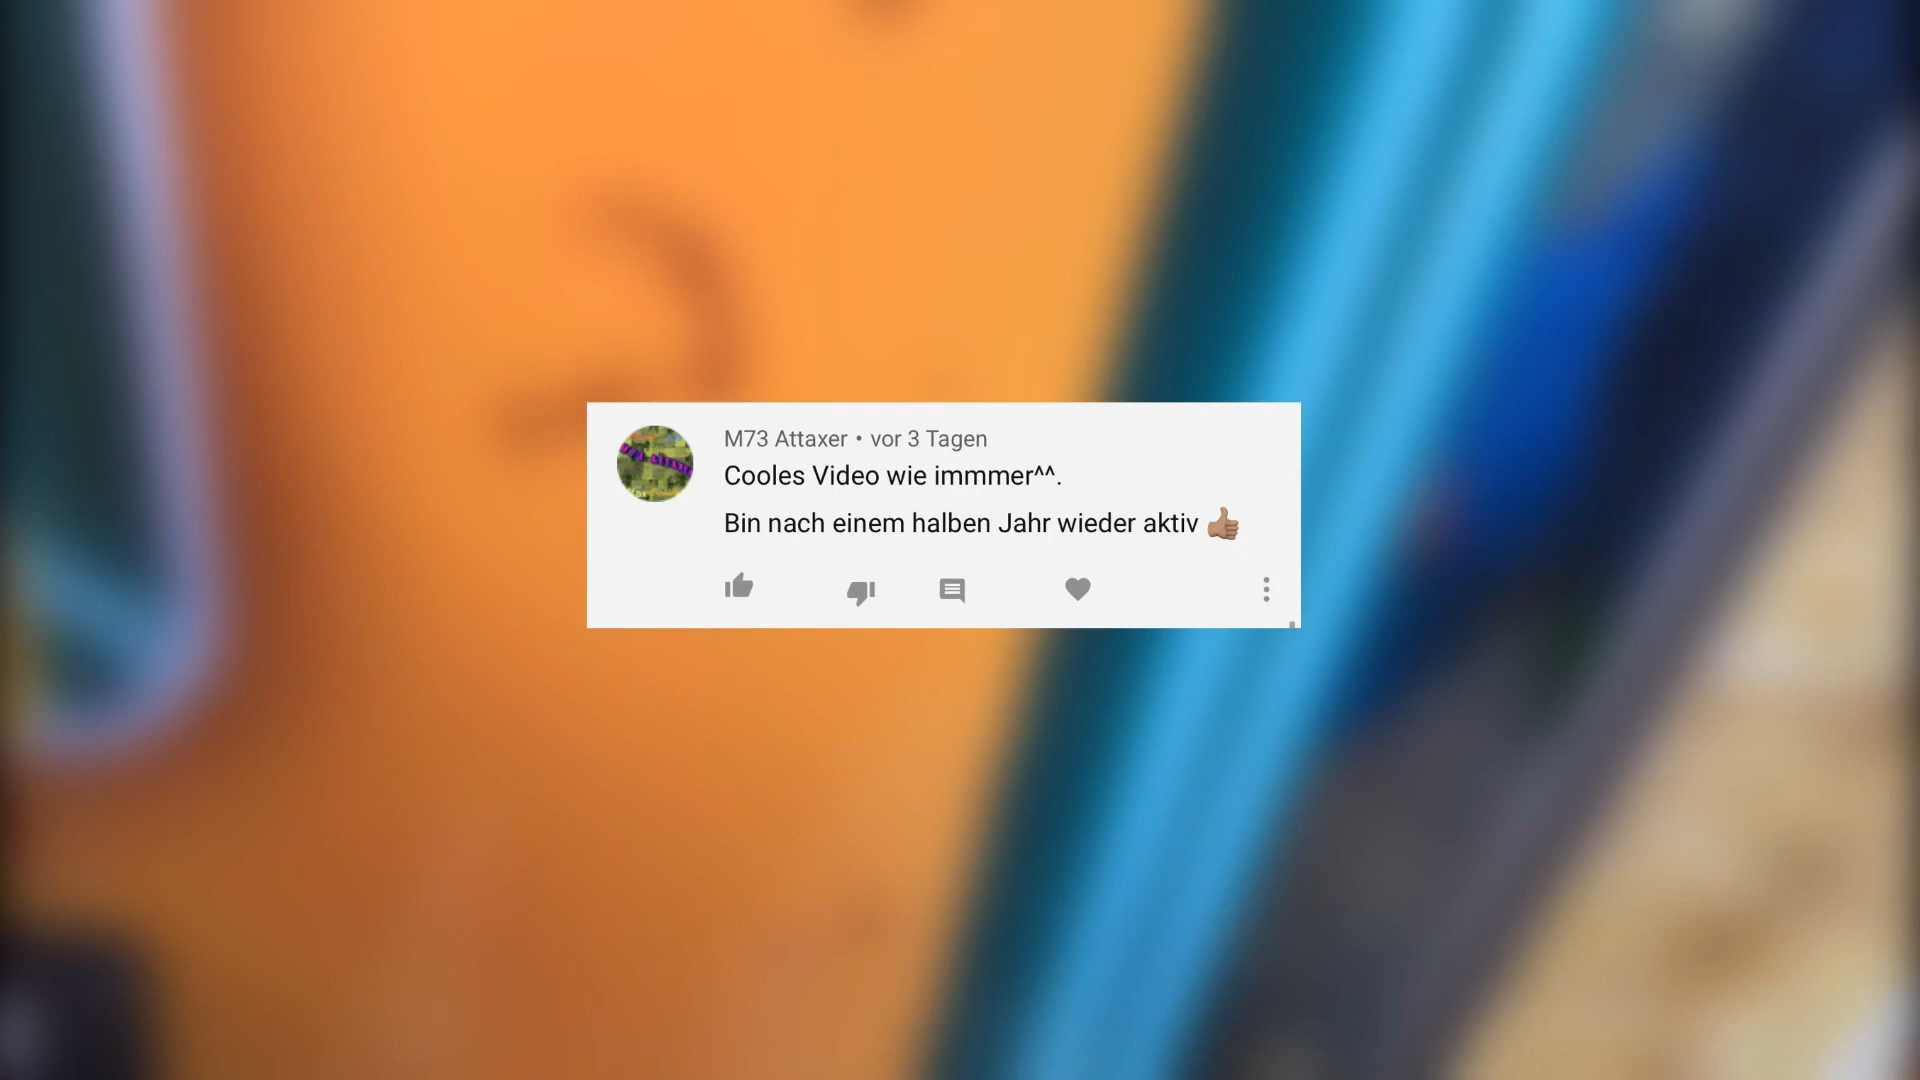 M73 Attaxer • vor 3 Tagen
Cooles Video wie immmer^^.
Bin nach einem halben Jahr wieder aktiv 👍🏽